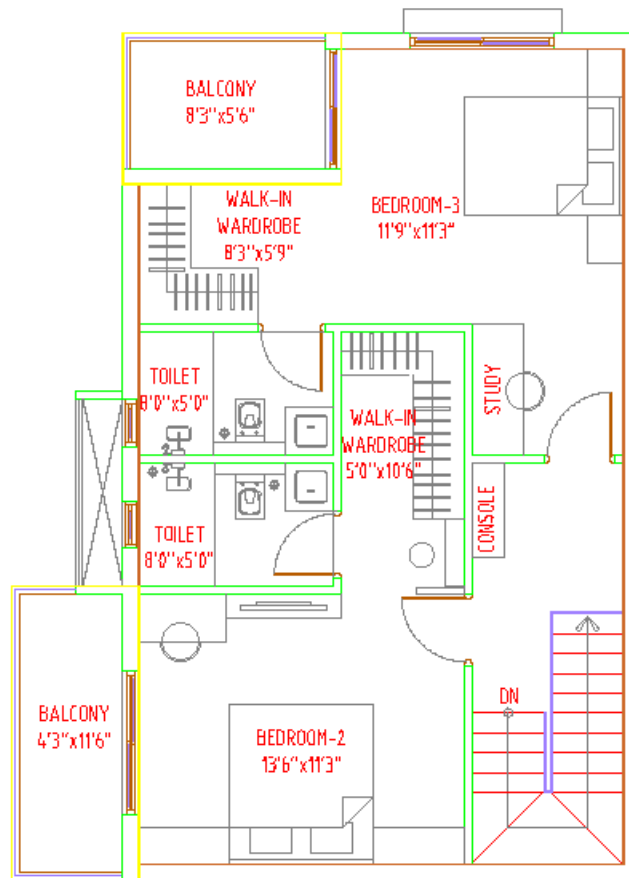 BALCONY
8'3"x5'6"
WALK-IN
WARDROBE
8'3"x5'9"
BEDROOM-3
11'9"x11'3"
TOILET
8'0"x5'0"
STUDY
WALK-IN
WARDROBE
5'0"x10'6"
CONSOLE
TOILET
8'0"x5'0"
DN
BALCONY
4'3"x11'6"
BEDROOM-2
13'6"x11'3"